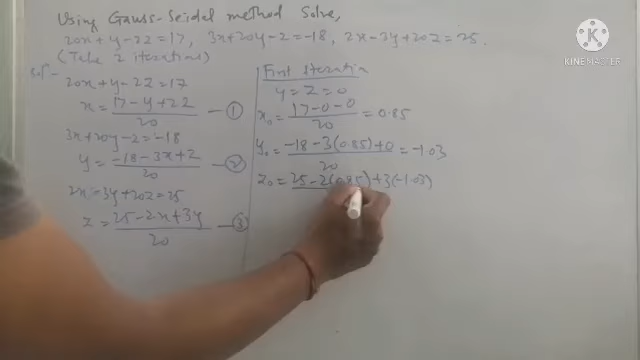 Using Gauss-Seidel method Solve,
20x+y-2z=17, 3x+20y-z=-18, 2x-3y+20z=25.
(Take 2 iterations)
Sol:-
20x+y-2z=17
x = 17-y+2z / 20 — ①
3x+20y-z=-18
y = -18-3x+z / 20 — ②
2x-3y+20z=25
z = 25-2x+3y / 20 — ③
First Iteration
y = z = 0
x₀ = 17-0-0 / 20 = 0.85
y₀ = -18-3(0.85)+0 / 20 = -1.03
z₀ = 25-2(0.85)+3(-1.03)
KINEMASTER